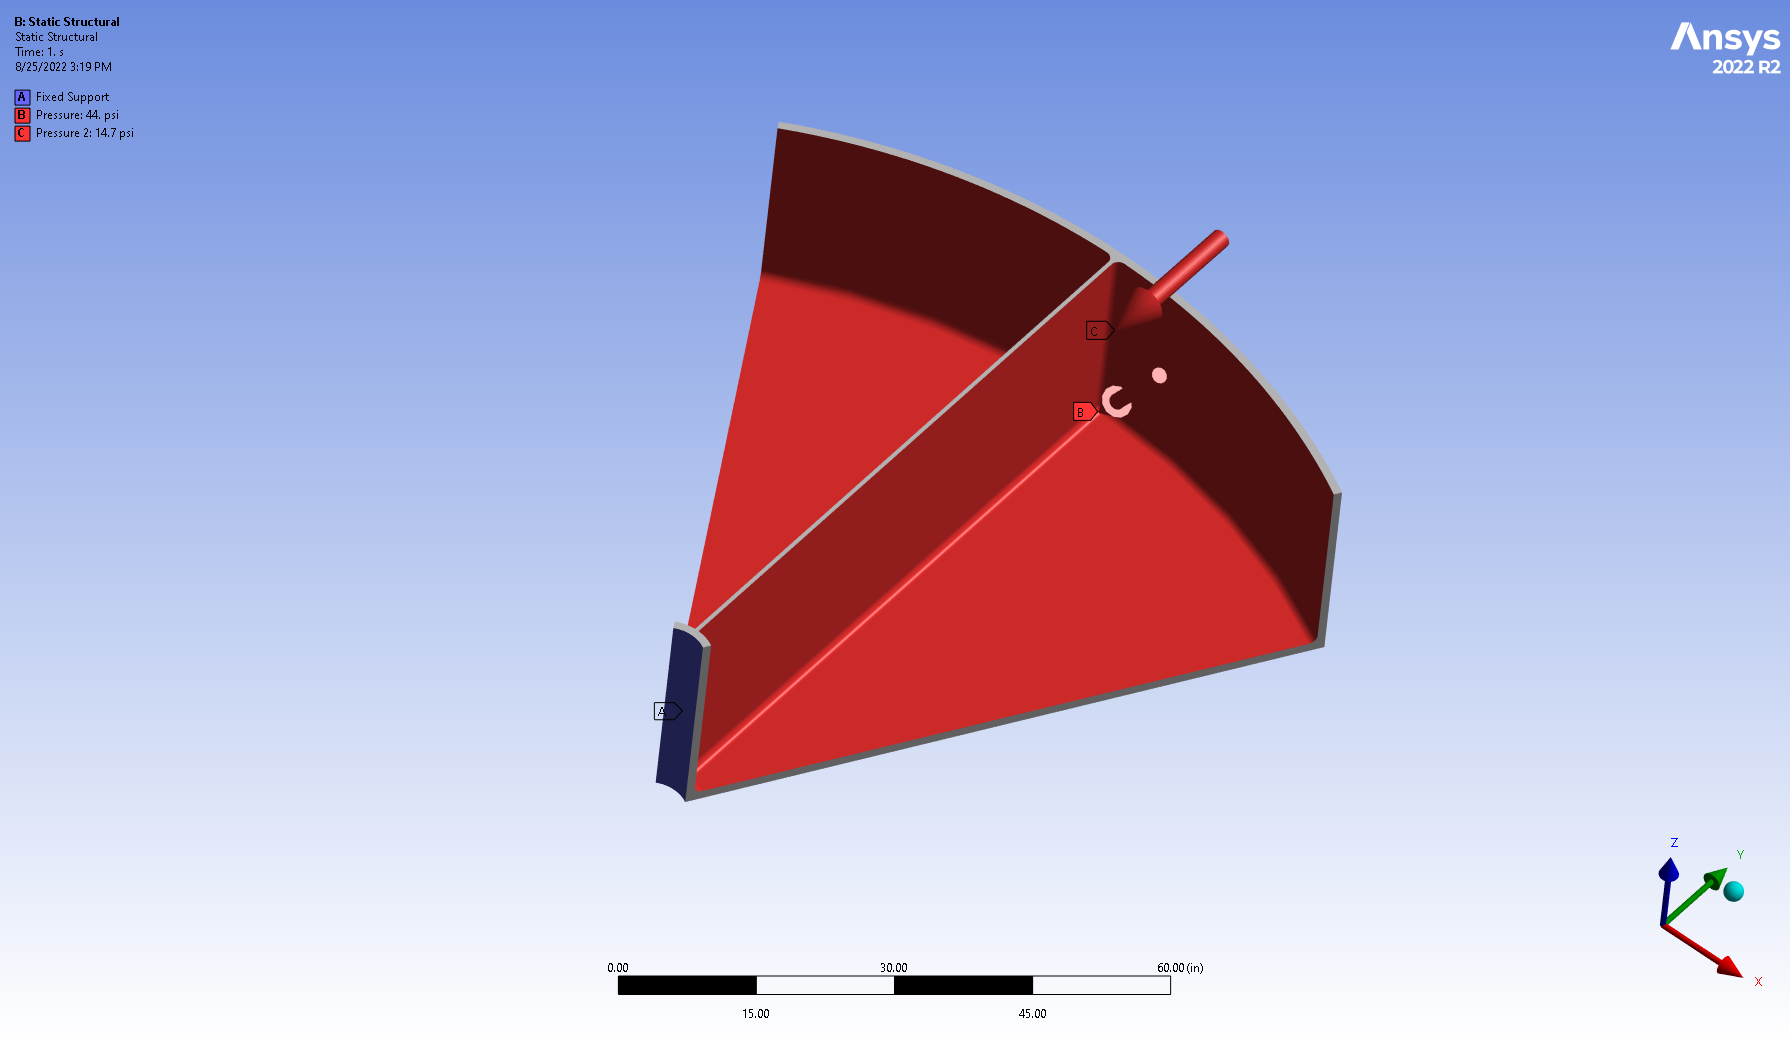 B: Static Structural
Static Structural
Time: 1. s
8/25/2022 3:19 PM
A Fixed Support
B Pressure: 44. psi
C Pressure 2: 14.7 psi
Ansys
2022 R2
C
B
A
Z
Y
X
0.00 30.00 60.00 (in)
15.00 45.00